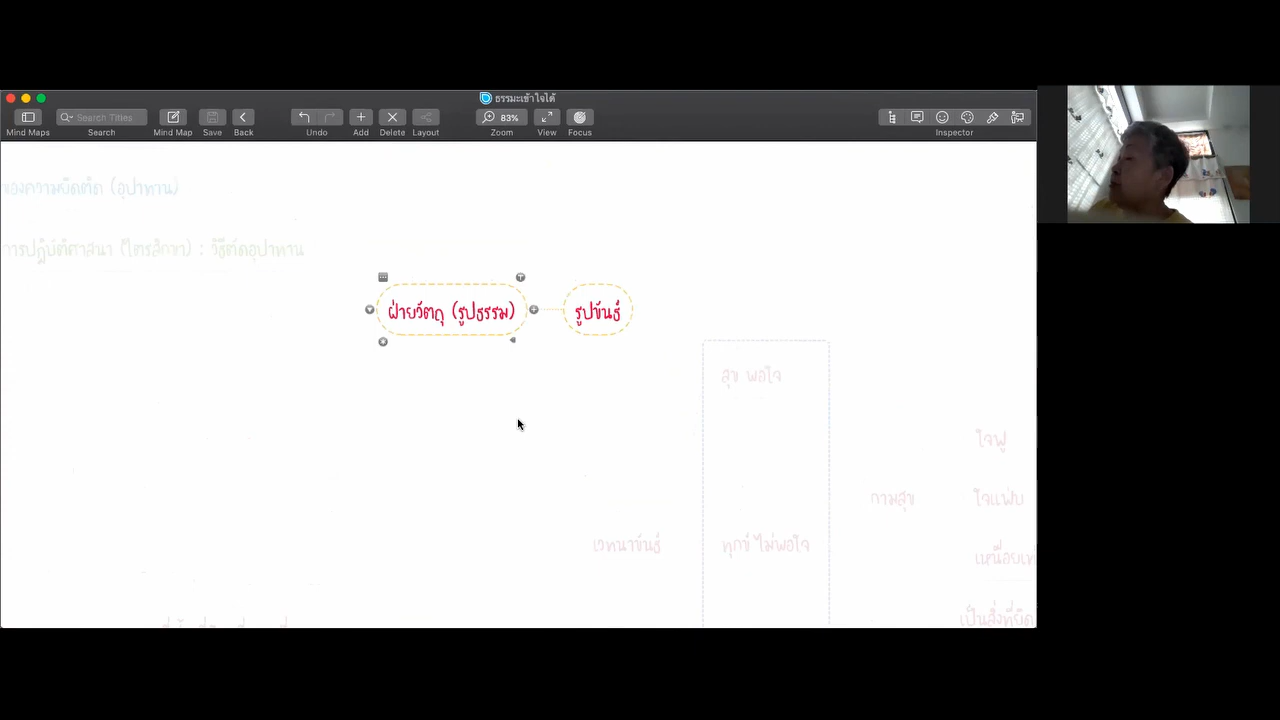 ธรรมะเข้าใจได้
Mind Maps
Search Titles
Search
Mind Map
Save
Back
Undo
Add
Delete
Layout
83%
Zoom
View
Focus
Inspector
ของความยึดติด (อุปาทาน)
การปฏิบัติศาสนา (ไตรสิกขา) : วิธีตัดอุปาทาน
ฝ่ายวัตถุ (รูปธรรม)
รูปขันธ์
สุข พอใจ
ใจฟู
กามสุข
ใจแฟบ
เวทนาขันธ์
ทุกข์ ไม่พอใจ
เป็นสิ่งที่ยึด